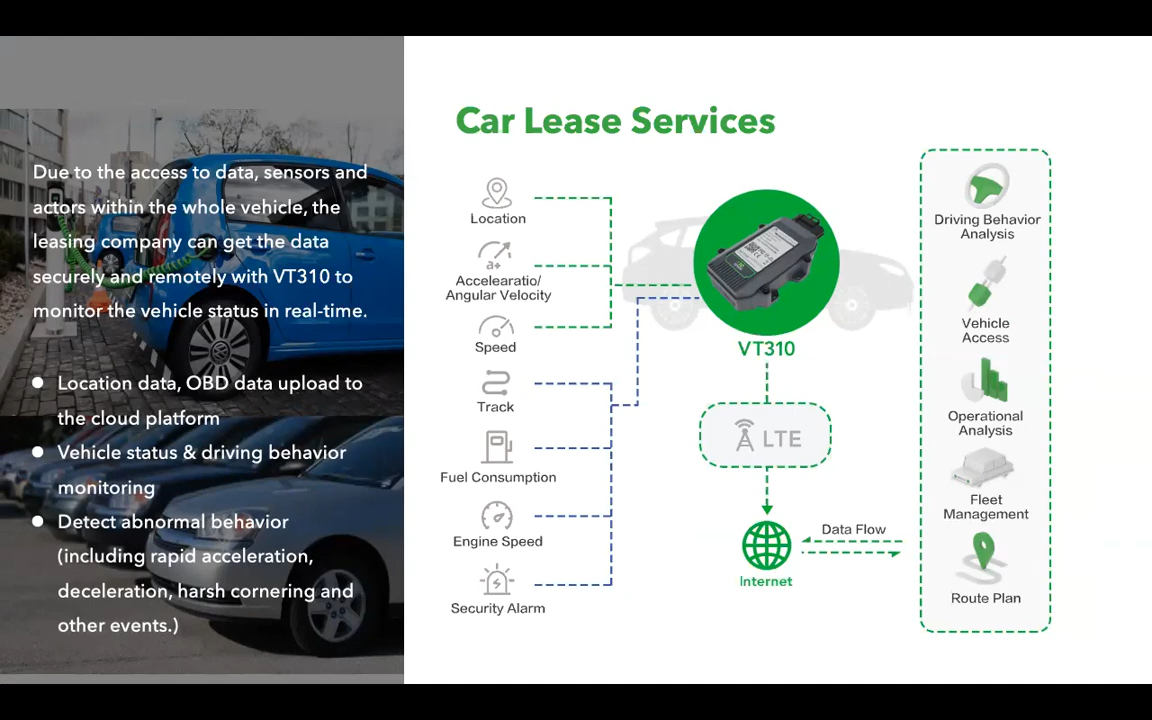 Car Lease Services
Due to the access to data, sensors and
actors within the whole vehicle, the
leasing company can get the data
securely and remotely with VT310 to
monitor the vehicle status in real-time.
Location data, OBD data upload to
the cloud platform
Vehicle status & driving behavior
monitoring
Detect abnormal behavior
(including rapid acceleration,
deceleration, harsh cornering and
other events.)
Location
a+
Accelearatio/
Angular Velocity
Speed
Track
Fuel Consumption
Engine Speed
Security Alarm
VT310
LTE
Internet
Data Flow
Driving Behavior
Analysis
Vehicle
Access
Operational
Analysis
Fleet
Management
Route Plan